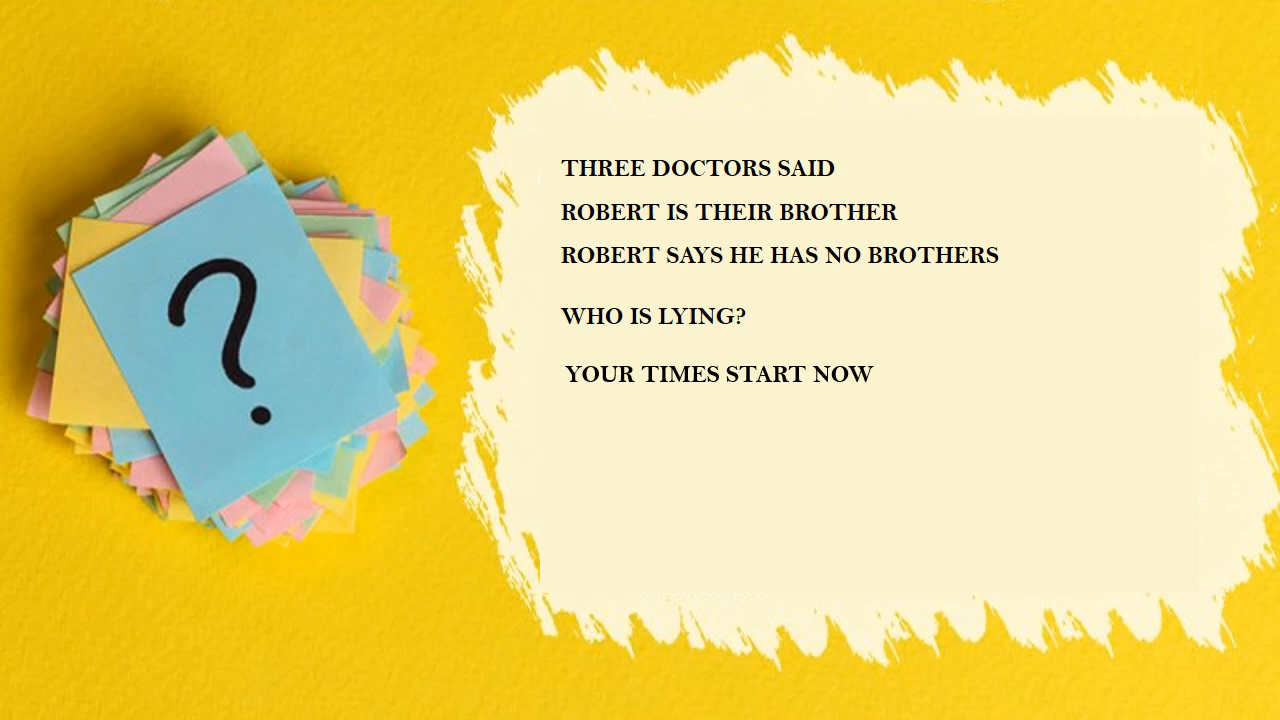 ?
THREE DOCTORS SAID
ROBERT IS THEIR BROTHER
ROBERT SAYS HE HAS NO BROTHERS
WHO IS LYING?
YOUR TIMES START NOW